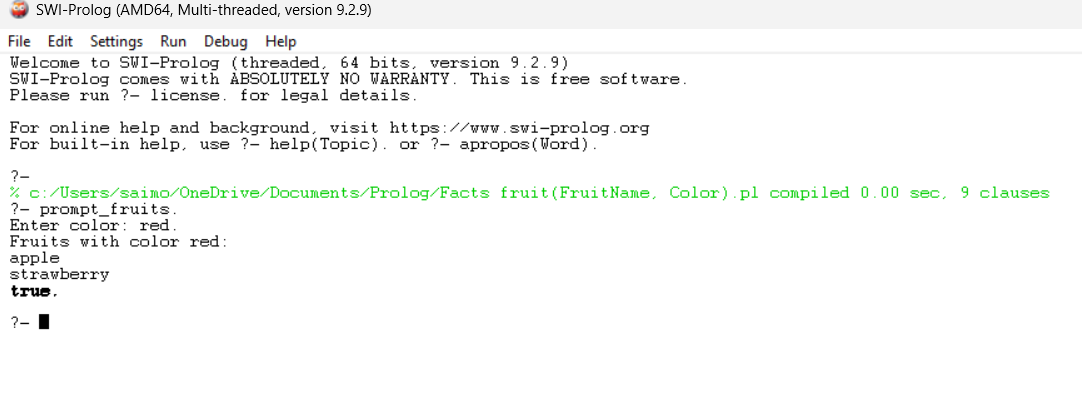 SWI-Prolog (AMD64, Multi-threaded, version 9.2.9)
File Edit Settings Run Debug Help
Welcome to SWI-Prolog (threaded, 64 bits, version 9.2.9)
SWI-Prolog comes with ABSOLUTELY NO WARRANTY. This is free software.
Please run ?- license. for legal details.
For online help and background, visit https://www.swi-prolog.org
For built-in help, use ?- help(Topic). or ?- apropos(Word).
?-
% c:/Users/saimo/OneDrive/Documents/Prolog/Facts fruit(FruitName, Color).pl compiled 0.00 sec, 9 clauses
?- prompt_fruits.
Enter color: red.
Fruits with color red:
apple
strawberry
true.
?-